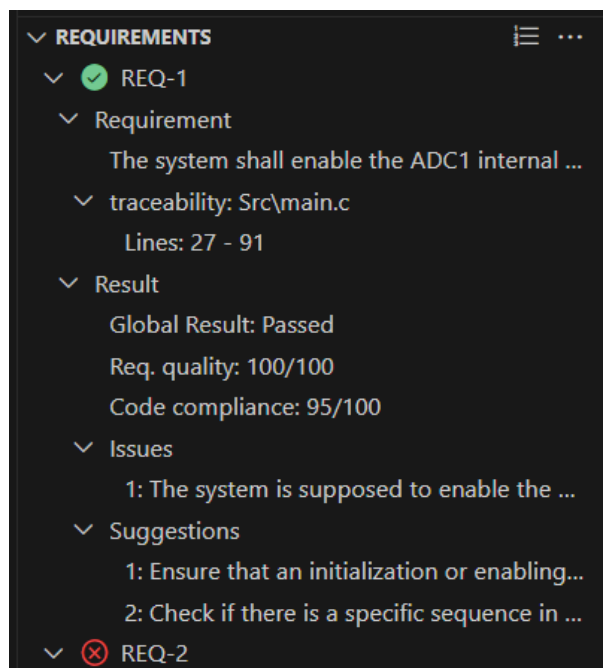 REQUIREMENTS ...
REQ-1
Requirement
The system shall enable the ADC1 internal ...
traceability: Src\main.c
Lines: 27 - 91
Result
Global Result: Passed
Req. quality: 100/100
Code compliance: 95/100
Issues
1: The system is supposed to enable the ...
Suggestions
1: Ensure that an initialization or enabling...
2: Check if there is a specific sequence in ...
REQ-2